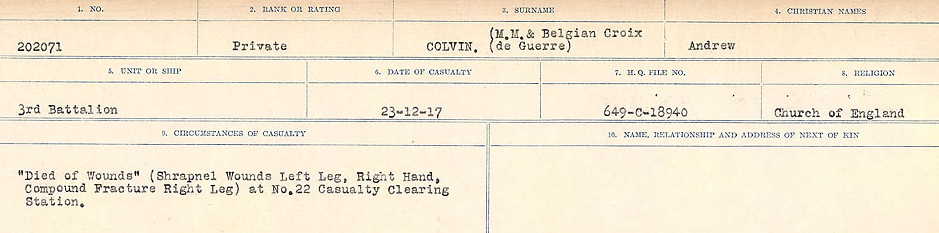 1. NO.
2. RANK OR RATING
3. SURNAME
4. CHRISTIAN NAMES
202071
Private
COLVIN. (M.M.& Belgian Croix
(de Guerre)
Andrew
5. UNIT OR SHIP
6. DATE OF CASUALTY
7. H. Q. FILE NO.
8. RELIGION
3rd Battalion
23-12-17
649-C-18940
Church of England
9. CIRCUMSTANCES OF CASUALTY
10. NAME, RELATIONSHIP AND ADDRESS OF NEXT OF KIN
"Died of Wounds" (Shrapnel Wounds Left Leg, Right Hand,
Compound Fracture Right Leg) at No.22 Casualty Clearing
Station.